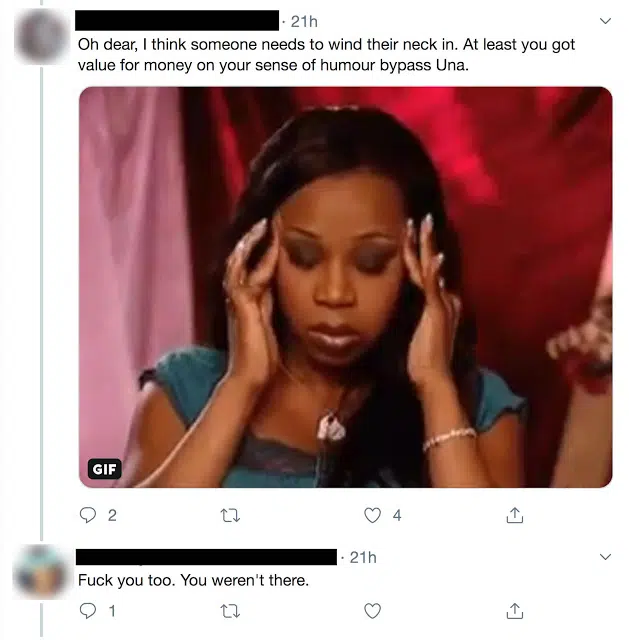 · 21h
Oh dear, I think someone needs to wind their neck in. At least you got
value for money on your sense of humour bypass Una.
GIF
2 4
· 21h
Fuck you too. You weren't there.
1